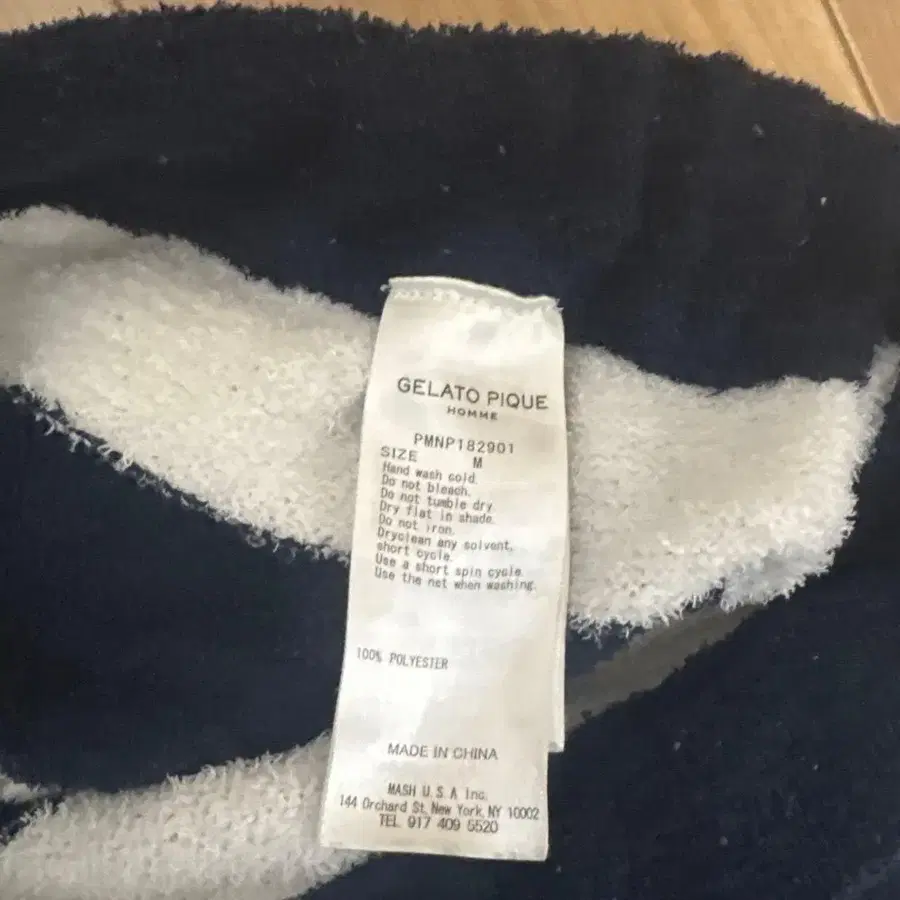 GELATO PIQUE
HOMME
PMNP182901
SIZE M
Hand wash cold.
Do not bleach.
Do not tumble dry
Dry flat in shade.
Do not iron.
Dryclean any solvent,
short cycle.
Use a short spin cycle.
Use the net when washing.
100% POLYESTER
MADE IN CHINA
MASH U.S.A Inc.
144 Orchard St, New York, NY 10002
TEL 917 409 5520